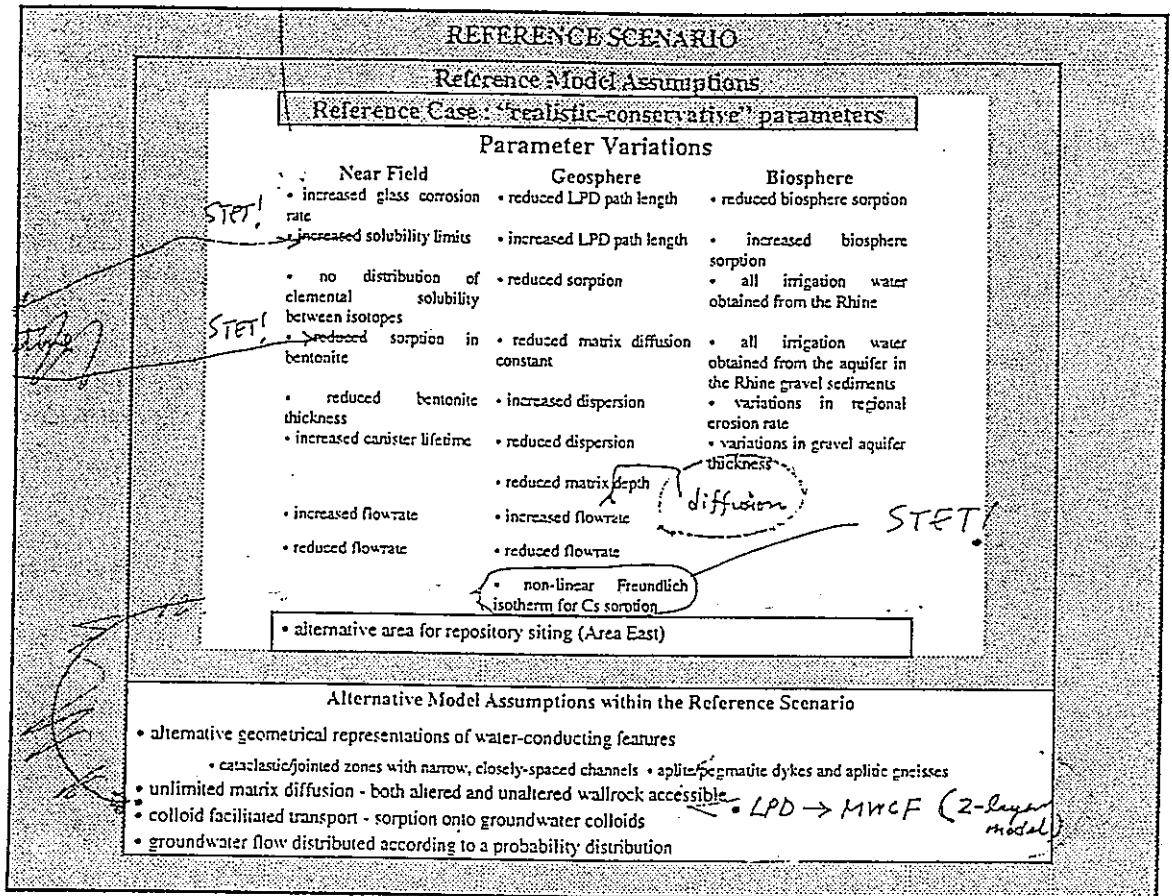 REFERENCE SCENARIO
Reference Model Assumptions
Reference Case : "realistic-conservative" parameters
Parameter Variations
Near Field
• increased glass corrosion
rate
• increased solubility limits
• no distribution of
elemental solubility
between isotopes
• reduced sorption in
bentonite
• reduced bentonite
thickness
• increased canister lifetime
• increased flowrate
• reduced flowrate
Geosphere
• reduced LPD path length
• increased LPD path length
• reduced sorption
• reduced matrix diffusion
constant
• increased dispersion
• reduced dispersion
• reduced matrix depth
diffusion
• increased flowrate
• reduced flowrate
• non-linear Freundlich
isotherm for Cs sorption
Biosphere
• reduced biosphere sorption
• increased biosphere
sorption
• all irrigation water
obtained from the Rhine
• all irrigation water
obtained from the aquifer in
the Rhine gravel sediments
• variations in regional
erosion rate
• variations in gravel aquifer
thickness
STET!
STET!
STET!
• alternative area for repository siting (Area East)
Alternative Model Assumptions within the Reference Scenario
• alternative geometrical representations of water-conducting features
• cataclastic/jointed zones with narrow, closely-spaced channels • aplite/pegmatite dykes and aplitic gneisses
• unlimited matrix diffusion - both altered and unaltered wallrock accessible
• LPD → MWCF (2-layer
model)
• colloid facilitated transport - sorption onto groundwater colloids
• groundwater flow distributed according to a probability distribution